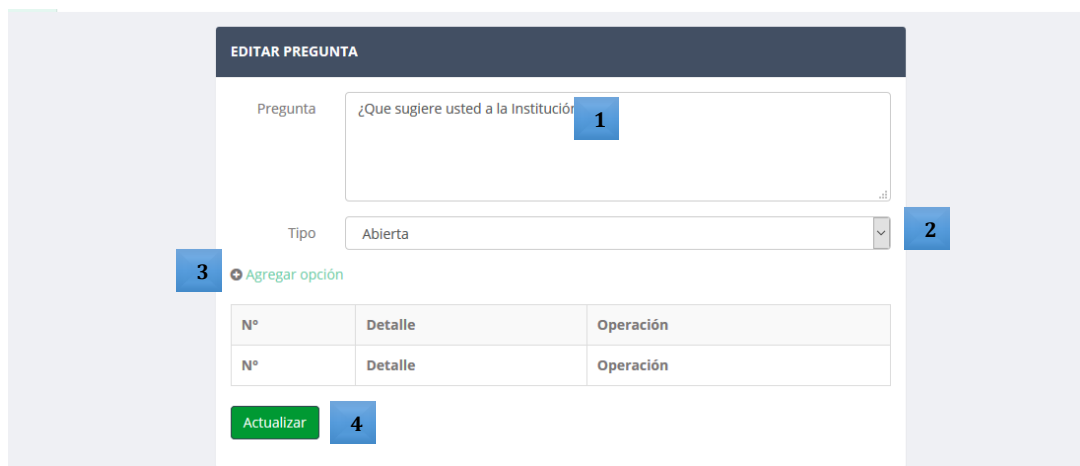 EDITAR PREGUNTA
Pregunta
¿Que sugiere usted a la Institución
1
Tipo
Abierta
2
3
Agregar opción
N° Detalle Operación
N° Detalle Operación
Actualizar
4